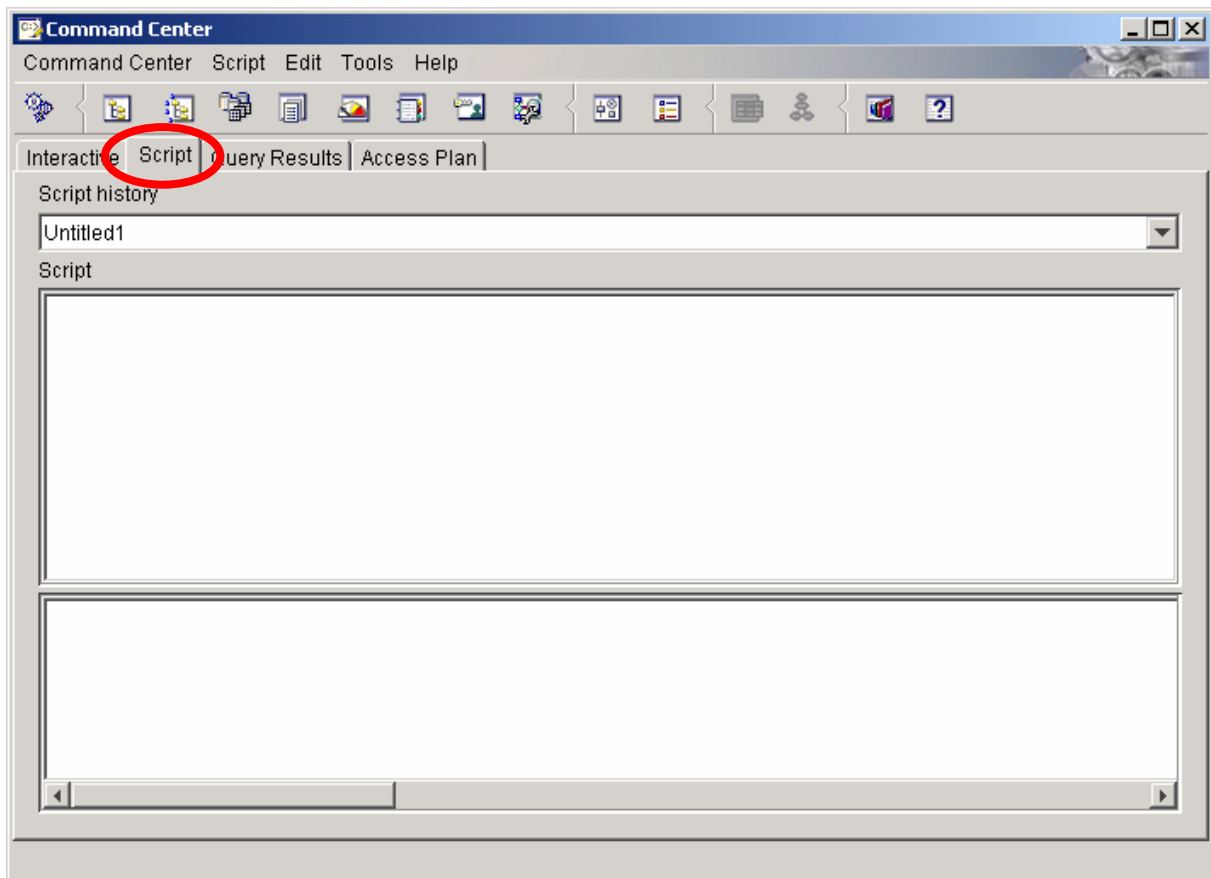 Command Center
Command Center Script Edit Tools Help
Interactive Script Query Results Access Plan
Script history
Untitled1
Script